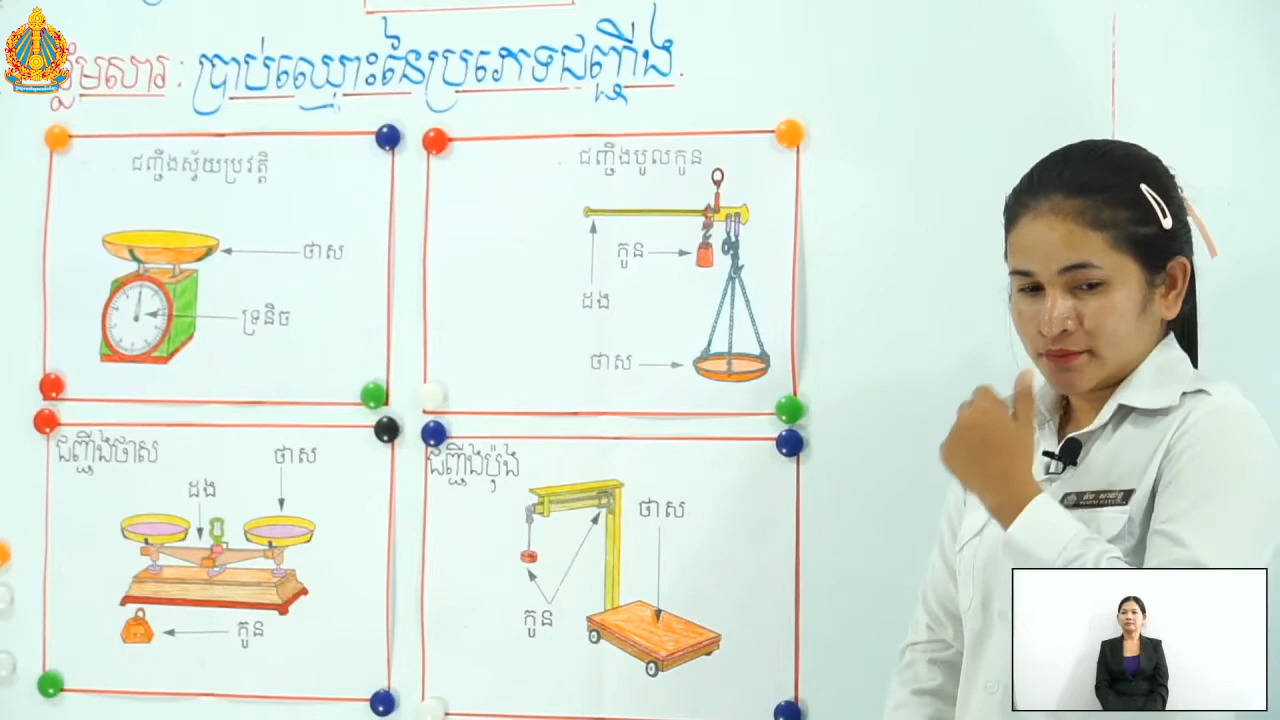 ខ្លឹមសារ : ប្រាប់ឈ្មោះនៃប្រភេទជញ្ជីង.
ជញ្ជីងស្វ័យប្រវត្តិ
ថាស
ទ្រនិច
ជញ្ជីងបូលកូន
កូន
ដង
ថាស
ជញ្ជីងថាស
ថាស
ដង
កូន
ជញ្ជីងប៉ុង
ថាស
កូន